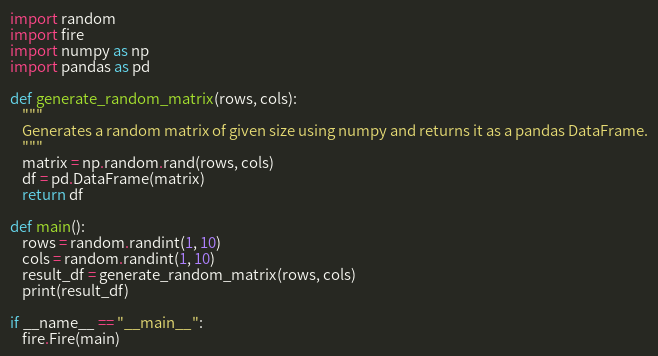 import random
import fire
import numpy as np
import pandas as pd

def generate_random_matrix(rows, cols):
    """
    Generates a random matrix of given size using numpy and returns it as a pandas DataFrame.
    """
    matrix = np.random.rand(rows, cols)
    df = pd.DataFrame(matrix)
    return df

def main():
    rows = random.randint(1, 10)
    cols = random.randint(1, 10)
    result_df = generate_random_matrix(rows, cols)
    print(result_df)

if __name__ == "__main__":
    fire.Fire(main)